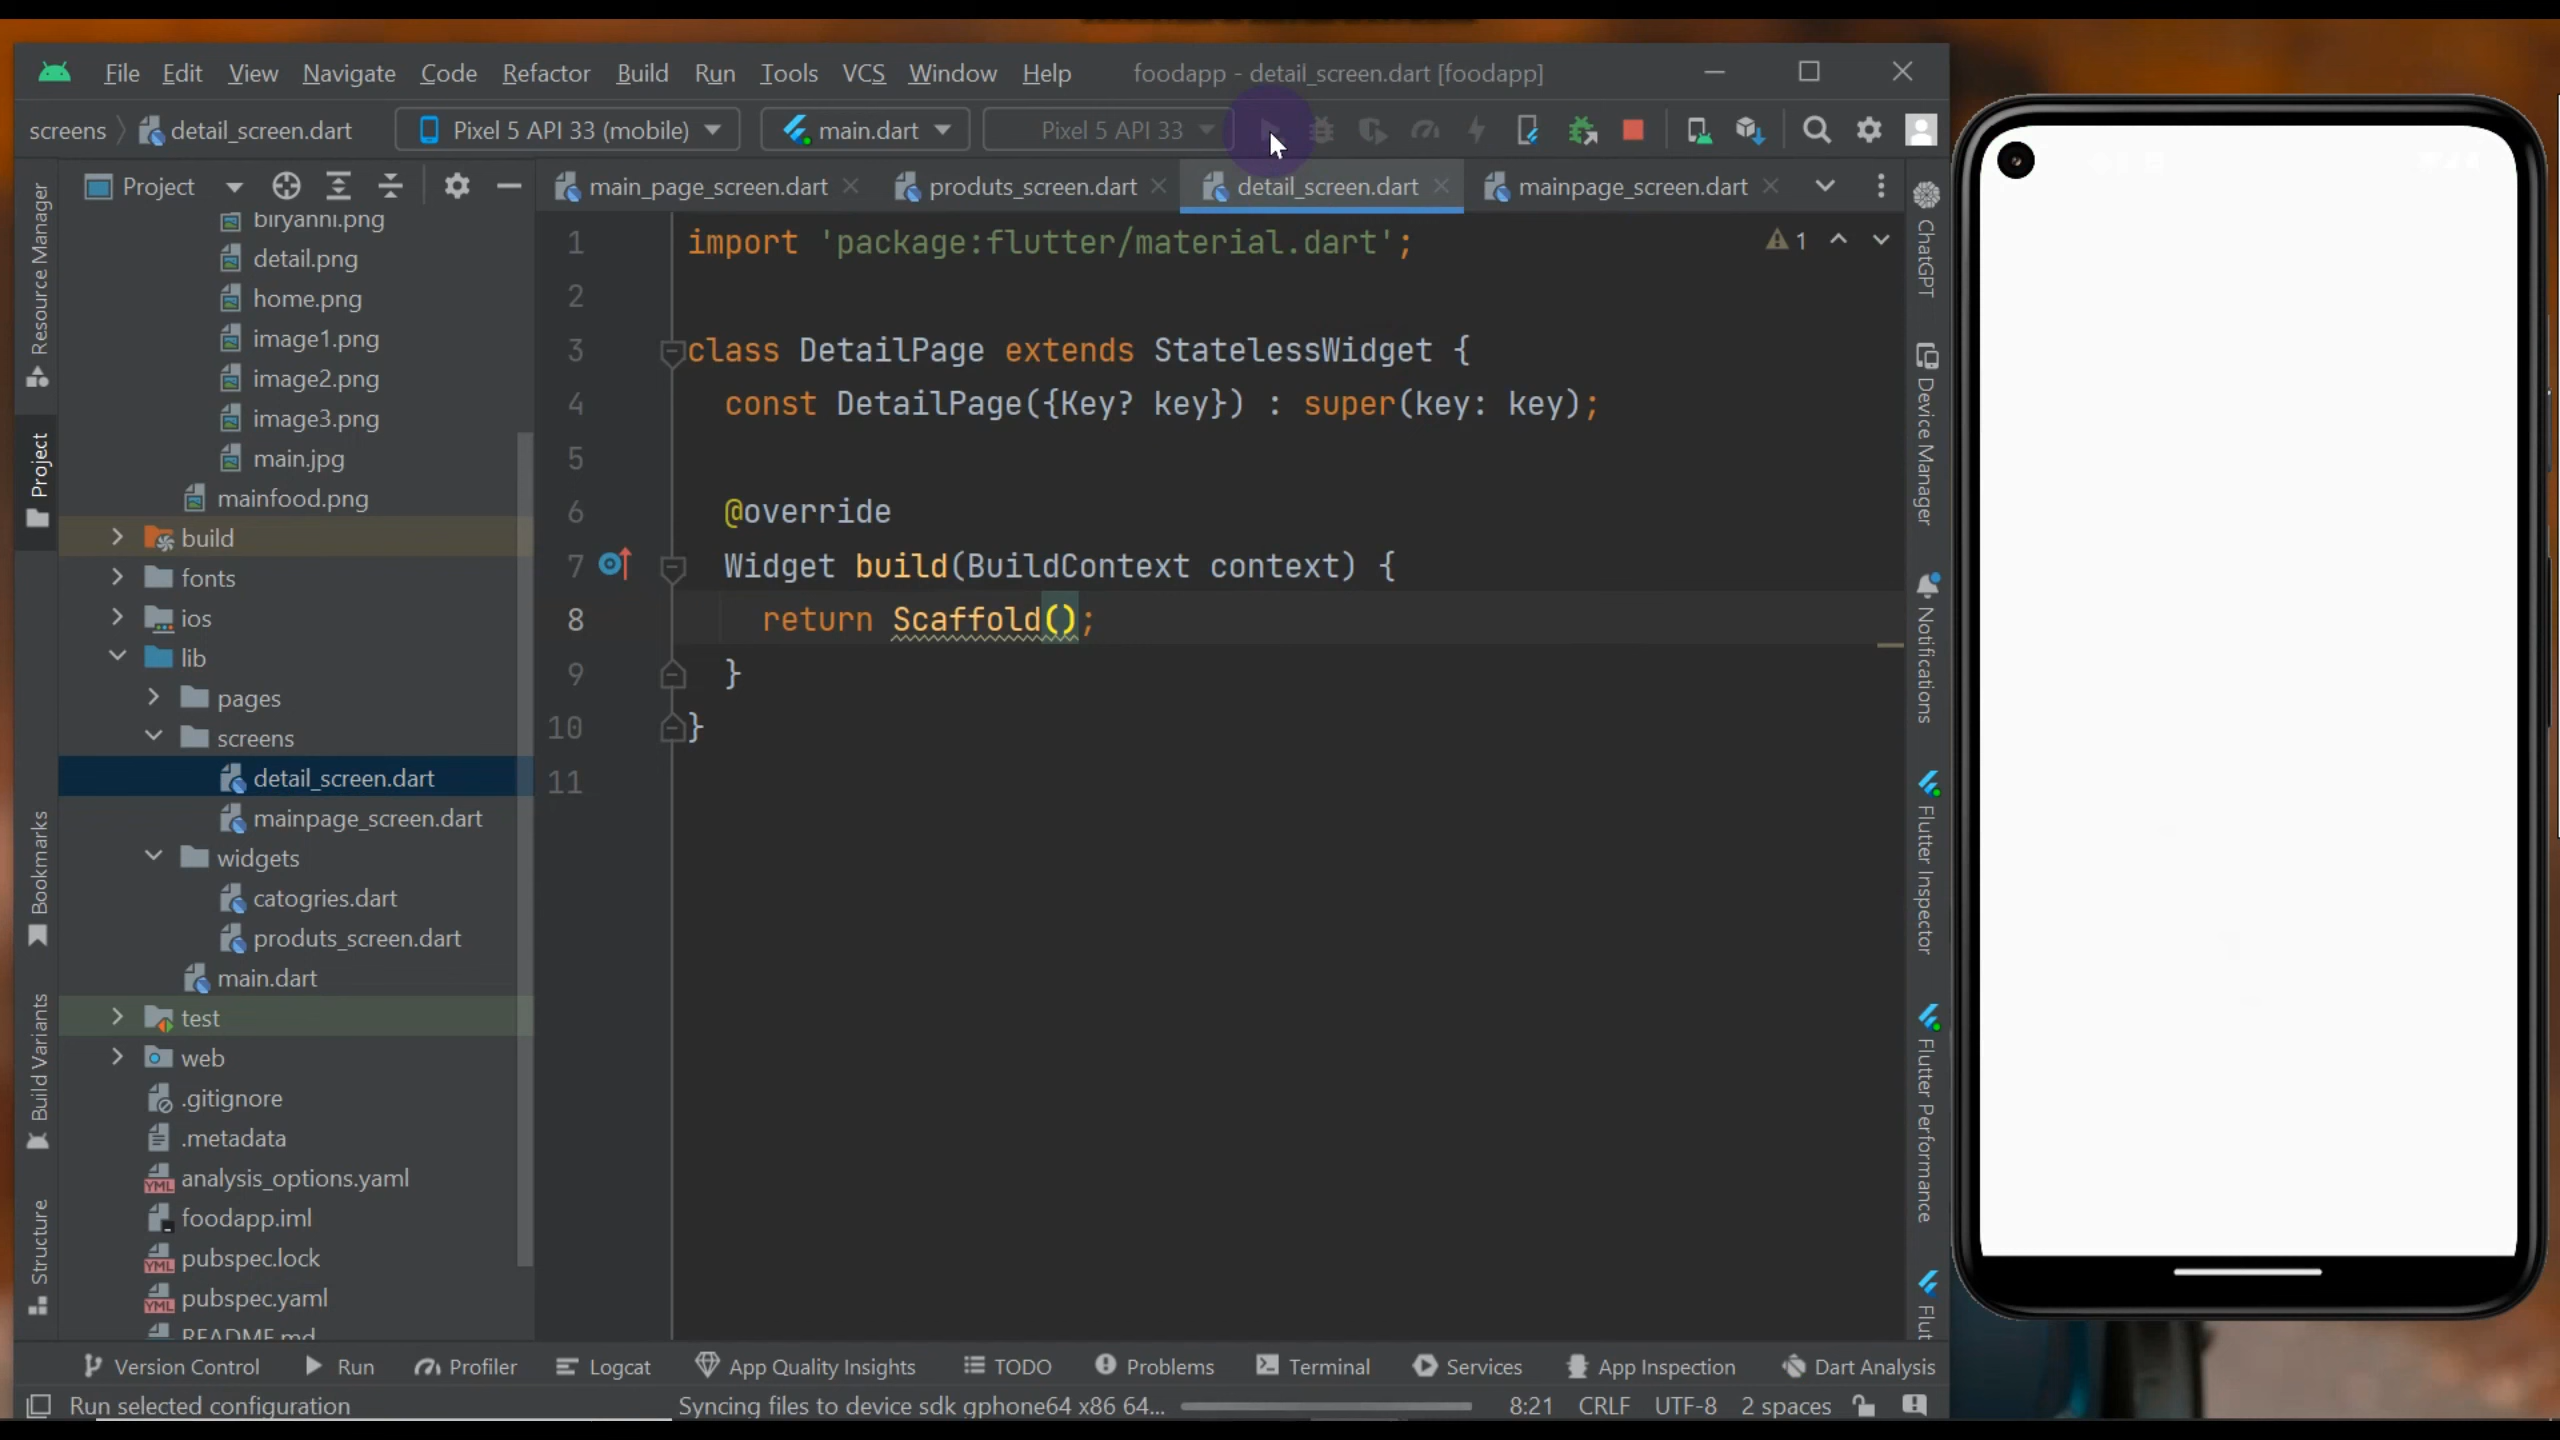 File Edit View Navigate Code Refactor Build Run Tools VCS Window Help foodapp - detail_screen.dart [foodapp]
screens detail_screen.dart Pixel 5 API 33 (mobile) main.dart Pixel 5 API 33
Project main_page_screen.dart produts_screen.dart detail_screen.dart mainpage_screen.dart
Resource Manager
Project
Bookmarks
Build Variants
Structure
biryanni.png
detail.png
home.png
image1.png
image2.png
image3.png
main.jpg
mainfood.png
build
fonts
ios
lib
pages
screens
detail_screen.dart
mainpage_screen.dart
widgets
catogries.dart
produts_screen.dart
main.dart
test
web
.gitignore
.metadata
analysis_options.yaml
foodapp.iml
pubspec.lock
pubspec.yaml
README.md
1 import 'package:flutter/material.dart';
2
3 class DetailPage extends StatelessWidget {
4 const DetailPage({Key? key}) : super(key: key);
5
6 @override
7 Widget build(BuildContext context) {
8 return Scaffold();
9 }
10 }
11
1
ChatGPT
Device Manager
Notifications
Flutter Inspector
Flutter Performance
Flut
Version Control Run Profiler Logcat App Quality Insights TODO Problems Terminal Services App Inspection Dart Analysis
Run selected configuration Syncing files to device sdk gphone64 x86 64... 8:21 CRLF UTF-8 2 spaces